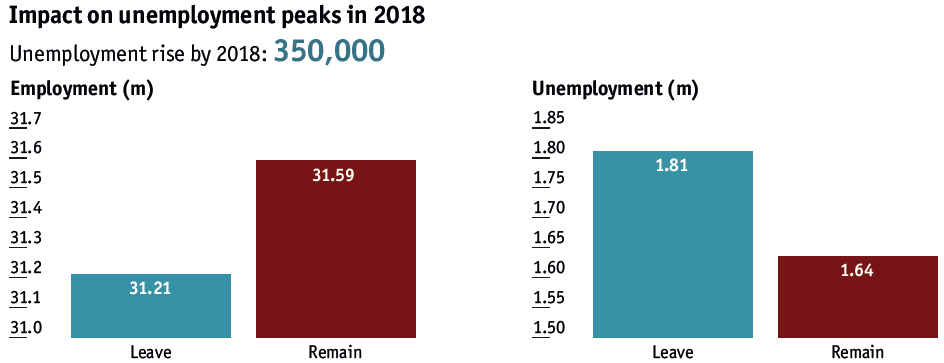 Impact on unemployment peaks in 2018
Unemployment rise by 2018: 350,000
Employment (m)
31.7
31.6
31.5
31.4
31.3
31.2
31.1
31.0
31.21
31.59
Leave
Remain
Unemployment (m)
1.85
1.80
1.75
1.70
1.65
1.60
1.55
1.50
1.81
1.64
Leave
Remain